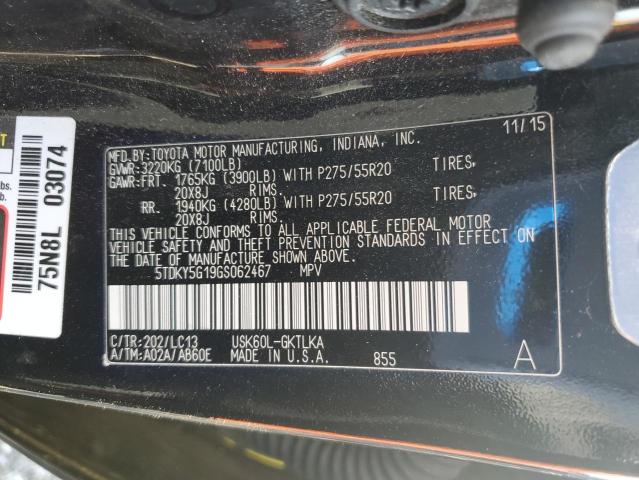 MFD.BY:TOYOTA MOTOR MANUFACTURING, INDIANA, INC. 11/15
GVWR:3220KG (7100LB)
GAWR:FRT. 1765KG (3900LB) WITH P275/55R20 TIRES,
20X8J RIMS.
RR. 1940KG (4280LB) WITH P275/55R20 TIRES,
20X8J RIMS.
THIS VEHICLE CONFORMS TO ALL APPLICABLE FEDERAL MOTOR
VEHICLE SAFETY AND THEFT PREVENTION STANDARDS IN EFFECT ON
THE DATE OF MANUFACTURE SHOWN ABOVE.
5TDKY5G19GS062467 MPV
C/TR:202/LC13 USK60L-GKTLKA
A/TM:A02A/AB60E MADE IN U.S.A. 855 A
75N8L 03074
lbs.